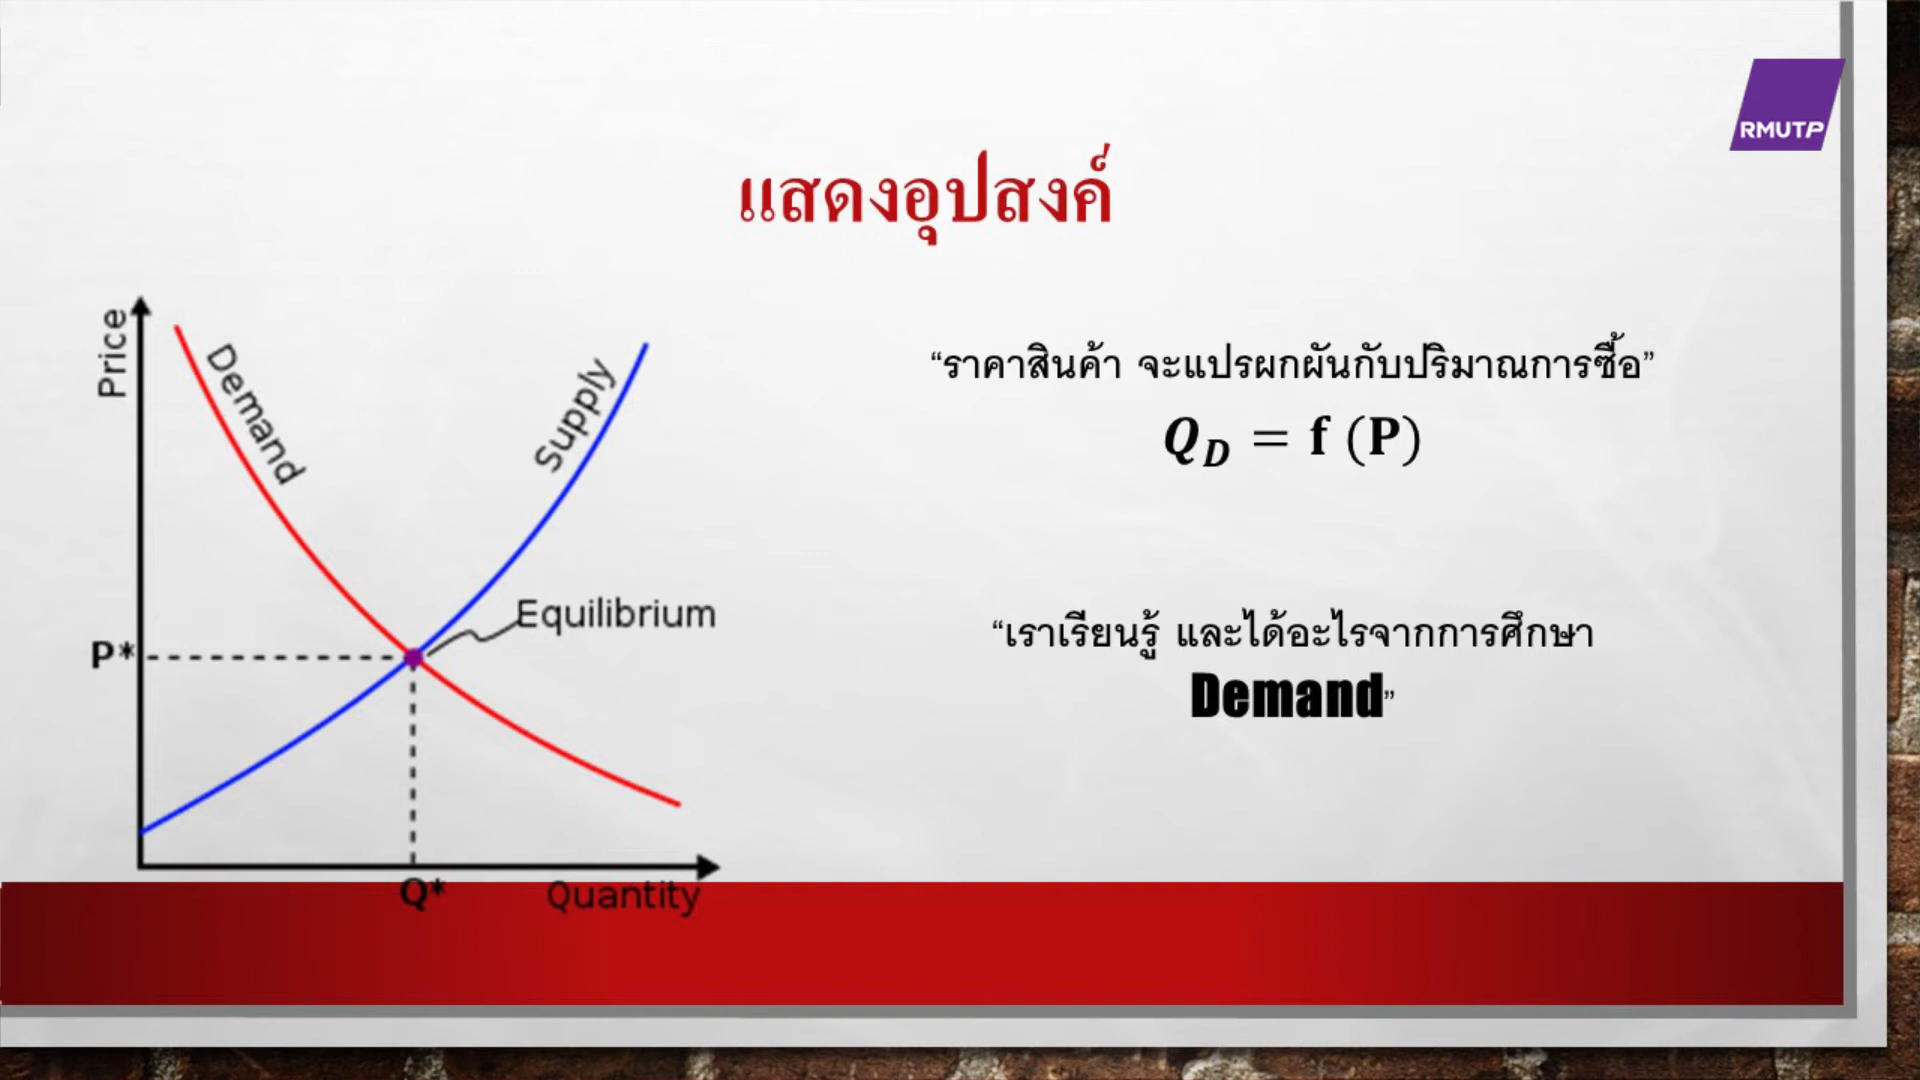 RMUTP
แสดงอุปสงค์
Price
Demand
Supply
Equilibrium
P*
Q*
Quantity
“ราคาสินค้า จะแปรผกผันกับปริมาณการซื้อ”
Q_D = f (P)
“เราเรียนรู้ และได้อะไรจากการศึกษา
Demand”